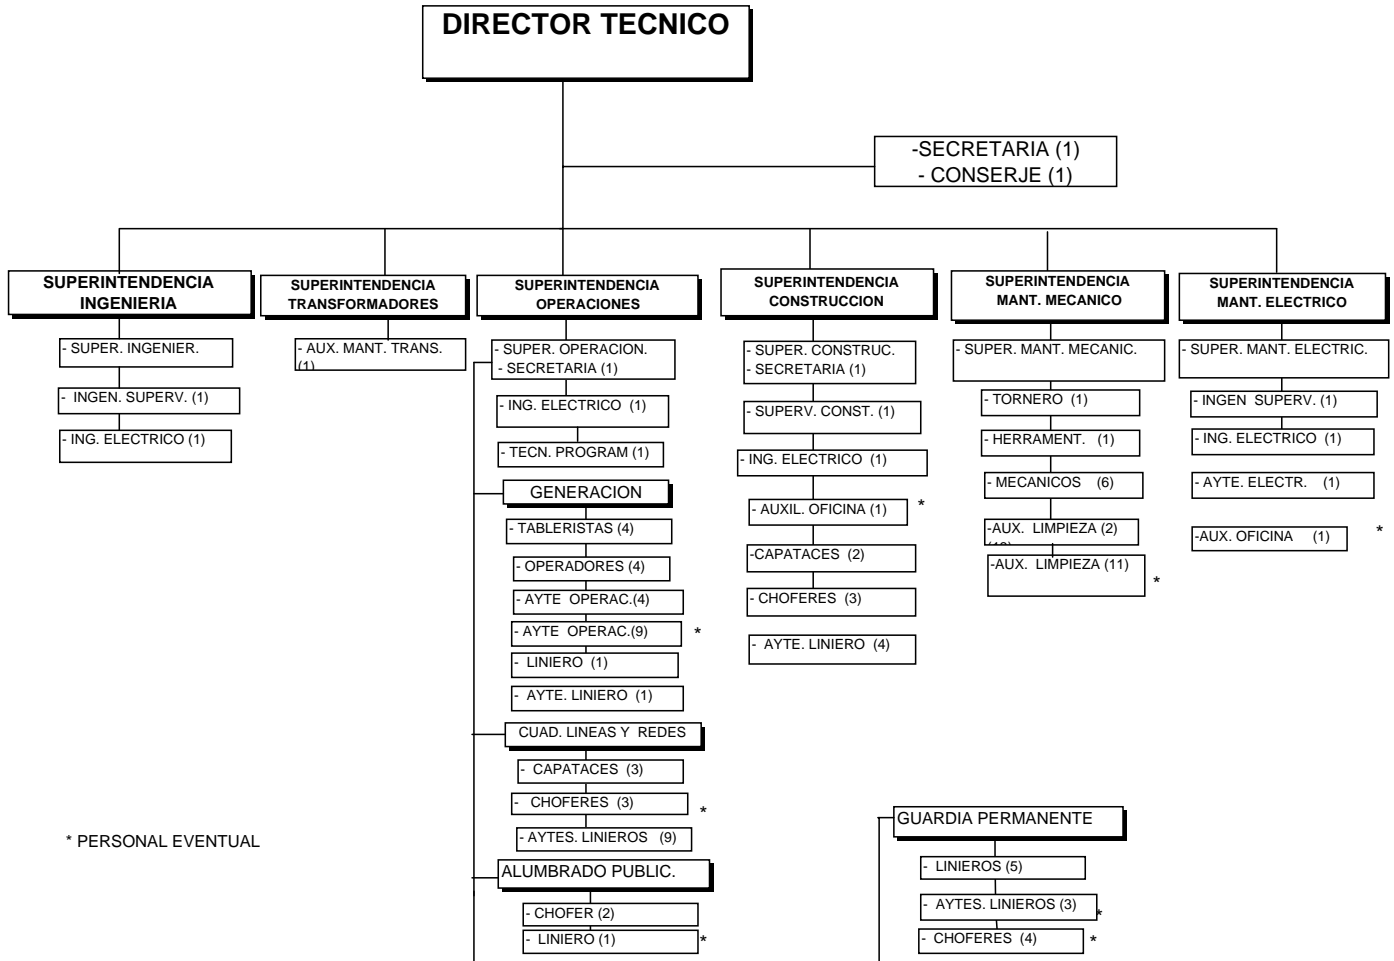 DIRECTOR TECNICO
-SECRETARIA (1)
- CONSERJE (1)
SUPERINTENDENCIA
INGENIERIA
- SUPER. INGENIER.
- INGEN. SUPERV. (1)
- ING. ELECTRICO (1)
SUPERINTENDENCIA
TRANSFORMADORES
- AUX. MANT. TRANS.
(1)
SUPERINTENDENCIA
OPERACIONES
- SUPER. OPERACION.
- SECRETARIA (1)
- ING. ELECTRICO (1)
- TECN. PROGRAM (1)
GENERACION
- TABLERISTAS (4)
- OPERADORES (4)
- AYTE OPERAC.(4)
- AYTE OPERAC.(9) *
- LINIERO (1)
- AYTE. LINIERO (1)
CUAD. LINEAS Y REDES
- CAPATACES (3)
- CHOFERES (3) *
- AYTES. LINIEROS (9)
ALUMBRADO PUBLIC.
- CHOFER (2)
- LINIERO (1) *
SUPERINTENDENCIA
CONSTRUCCION
- SUPER. CONSTRUC.
- SECRETARIA (1)
- SUPERV. CONST. (1)
- ING. ELECTRICO (1)
- AUXIL. OFICINA (1) *
-CAPATACES (2)
- CHOFERES (3)
- AYTE. LINIERO (4)
SUPERINTENDENCIA
MANT. MECANICO
- SUPER. MANT. MECANIC.
- TORNERO (1)
- HERRAMENT. (1)
- MECANICOS (6)
-AUX. LIMPIEZA (2)
-AUX. LIMPIEZA (11) *
SUPERINTENDENCIA
MANT. ELECTRICO
- SUPER. MANT. ELECTRIC.
- INGEN SUPERV. (1)
- ING. ELECTRICO (1)
- AYTE. ELECTR. (1)
-AUX. OFICINA (1) *
GUARDIA PERMANENTE
- LINIEROS (5)
- AYTES. LINIEROS (3) *
- CHOFERES (4) *
* PERSONAL EVENTUAL